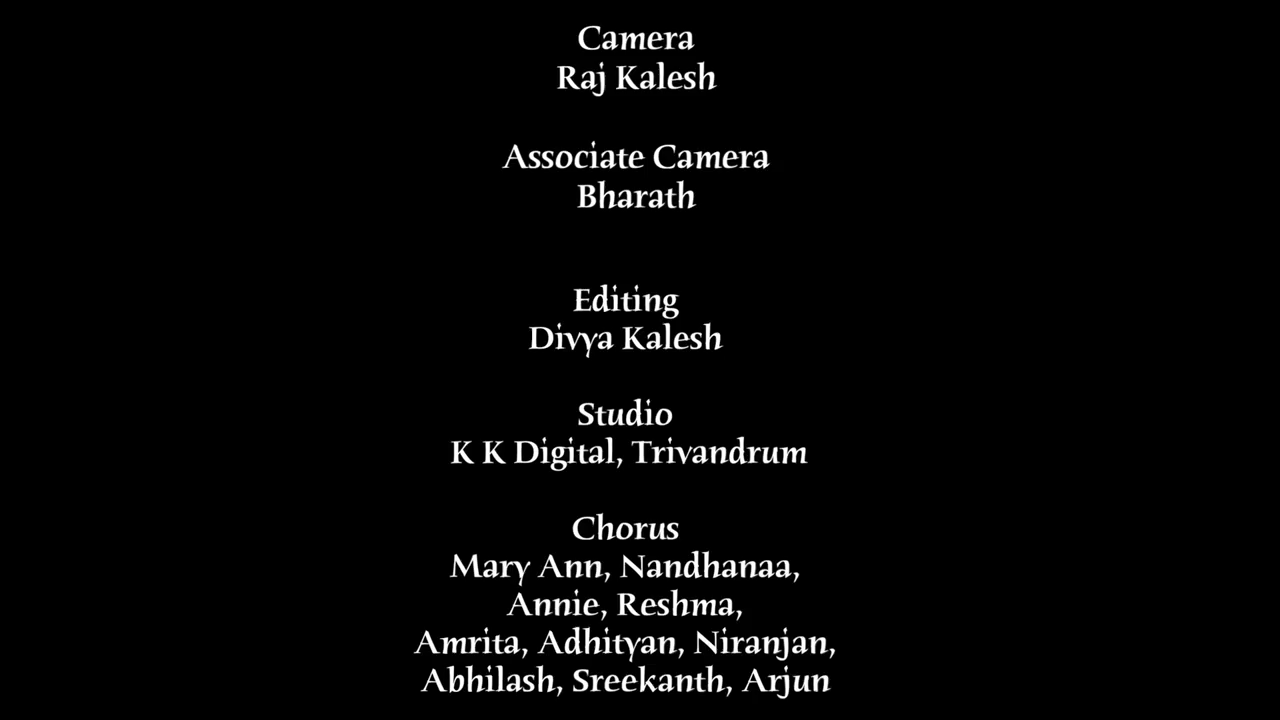 Camera
Raj Kalesh
Associate Camera
Bharath
Editing
Divya Kalesh
Studio
K K Digital, Trivandrum
Chorus
Mary Ann, Nandhanaa,
Annie, Reshma,
Amrita, Adhityan, Niranjan,
Abhilash, Sreekanth, Arjun